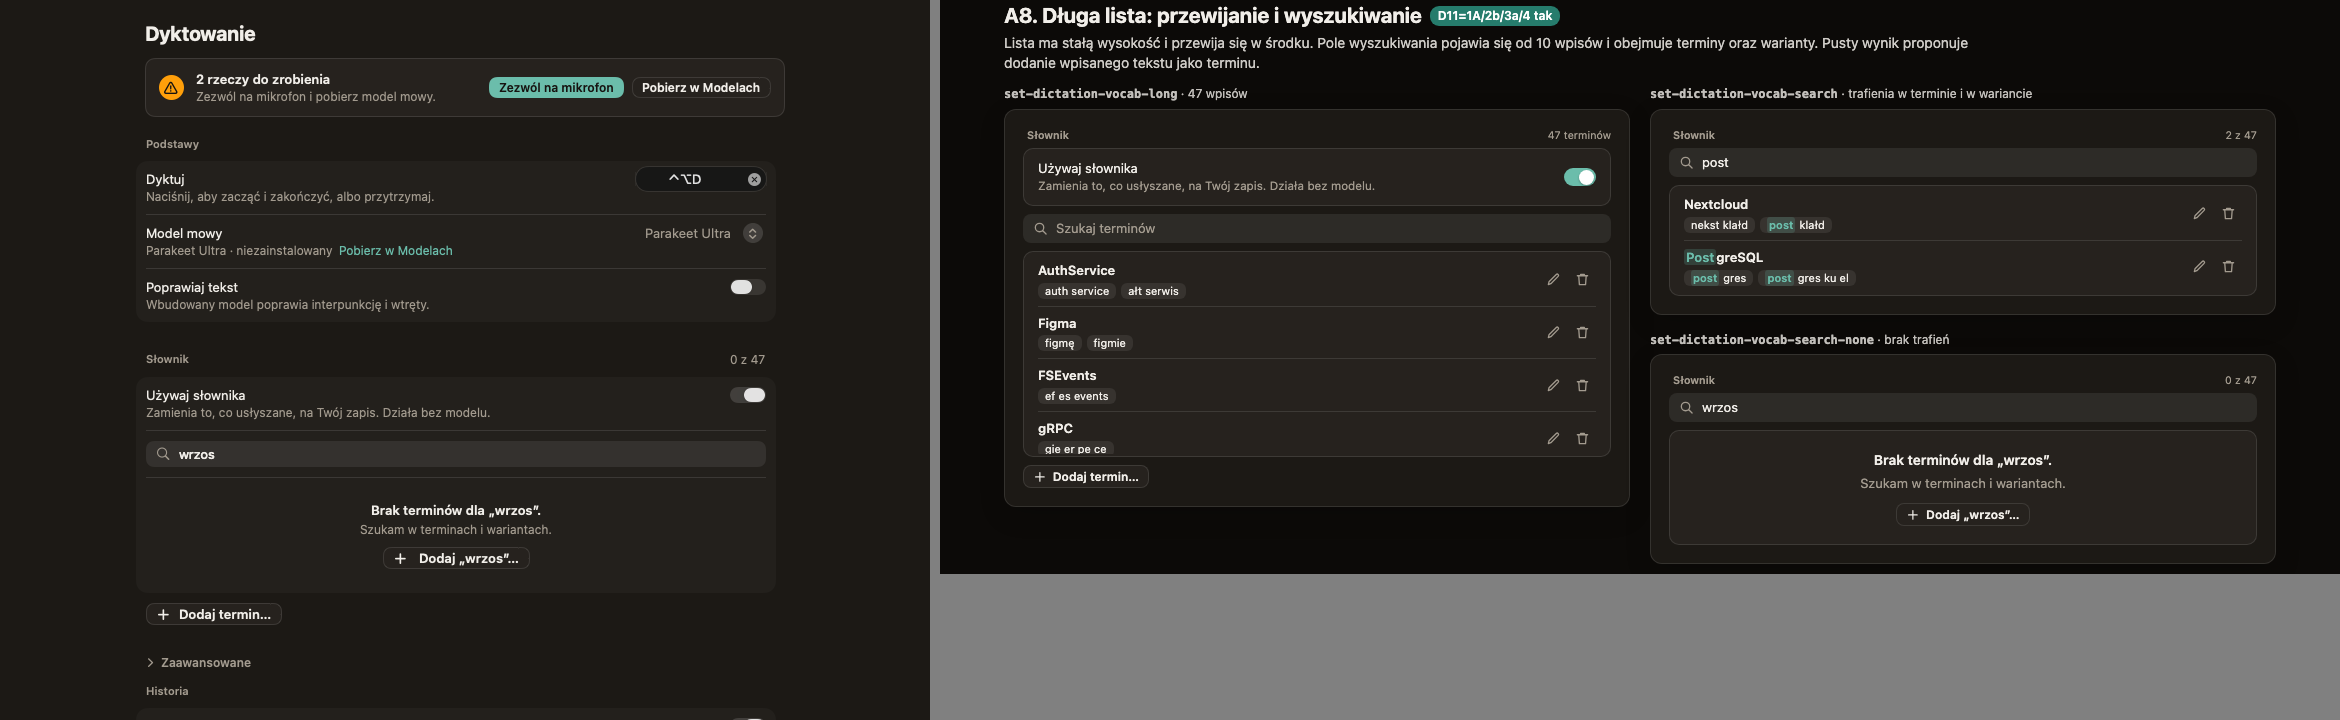 Dyktowanie
2 rzeczy do zrobienia
Zezwól na mikrofon i pobierz model mowy.
Zezwól na mikrofon
Pobierz w Modelach
Podstawy
Dyktuj
Naciśnij, aby zacząć i zakończyć, albo przytrzymaj.
^⌥D
Model mowy
Parakeet Ultra · niezainstalowany Pobierz w Modelach
Parakeet Ultra
Poprawiaj tekst
Wbudowany model poprawia interpunkcję i wtręty.
Słownik
0 z 47
Używaj słownika
Zamienia to, co usłyszane, na Twój zapis. Działa bez modelu.
wrzos
Brak terminów dla „wrzos”.
Szukam w terminach i wariantach.
+ Dodaj „wrzos”...
+ Dodaj termin...
Zaawansowane
Historia
A8. Długa lista: przewijanie i wyszukiwanie D11=1A/2b/3a/4 tak
Lista ma stałą wysokość i przewija się w środku. Pole wyszukiwania pojawia się od 10 wpisów i obejmuje terminy oraz warianty. Pusty wynik proponuje
dodanie wpisanego tekstu jako terminu.
set-dictation-vocab-long · 47 wpisów
Słownik
47 terminów
Używaj słownika
Zamienia to, co usłyszane, na Twój zapis. Działa bez modelu.
Szukaj terminów
AuthService
auth service ałt serwis
Figma
figmę figmie
FSEvents
ef es events
gRPC
gie er pe ce
+ Dodaj termin...
set-dictation-vocab-search · trafienia w terminie i w wariancie
Słownik
2 z 47
post
Nextcloud
nekst klałd post klałd
PostgreSQL
post gres post gres ku el
set-dictation-vocab-search-none · brak trafień
Słownik
0 z 47
wrzos
Brak terminów dla „wrzos”.
Szukam w terminach i wariantach.
+ Dodaj „wrzos”...